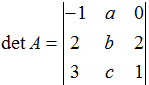 det A = | −1 a 0 |
| 2 b 2 |
| 3 c 1 |